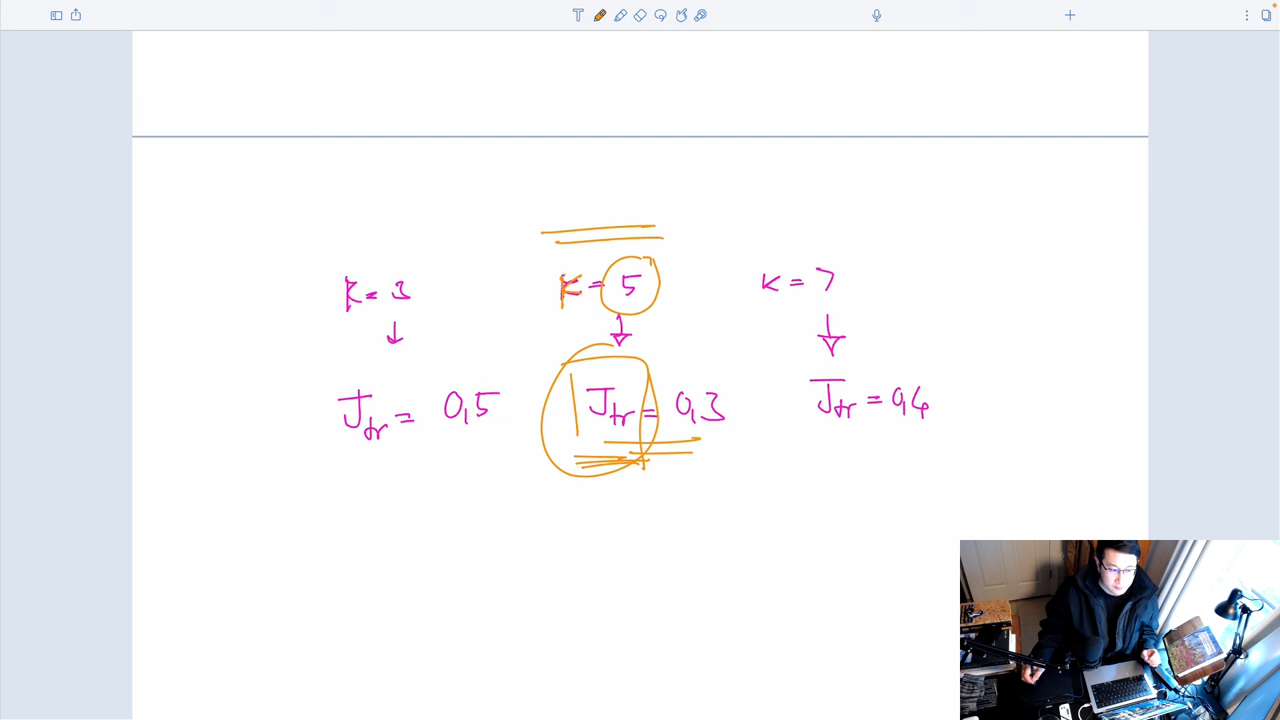 K = 3 K = 5 K = 7
J_tr = 0,5 J_tr = 0,3 J_tr = 0,4